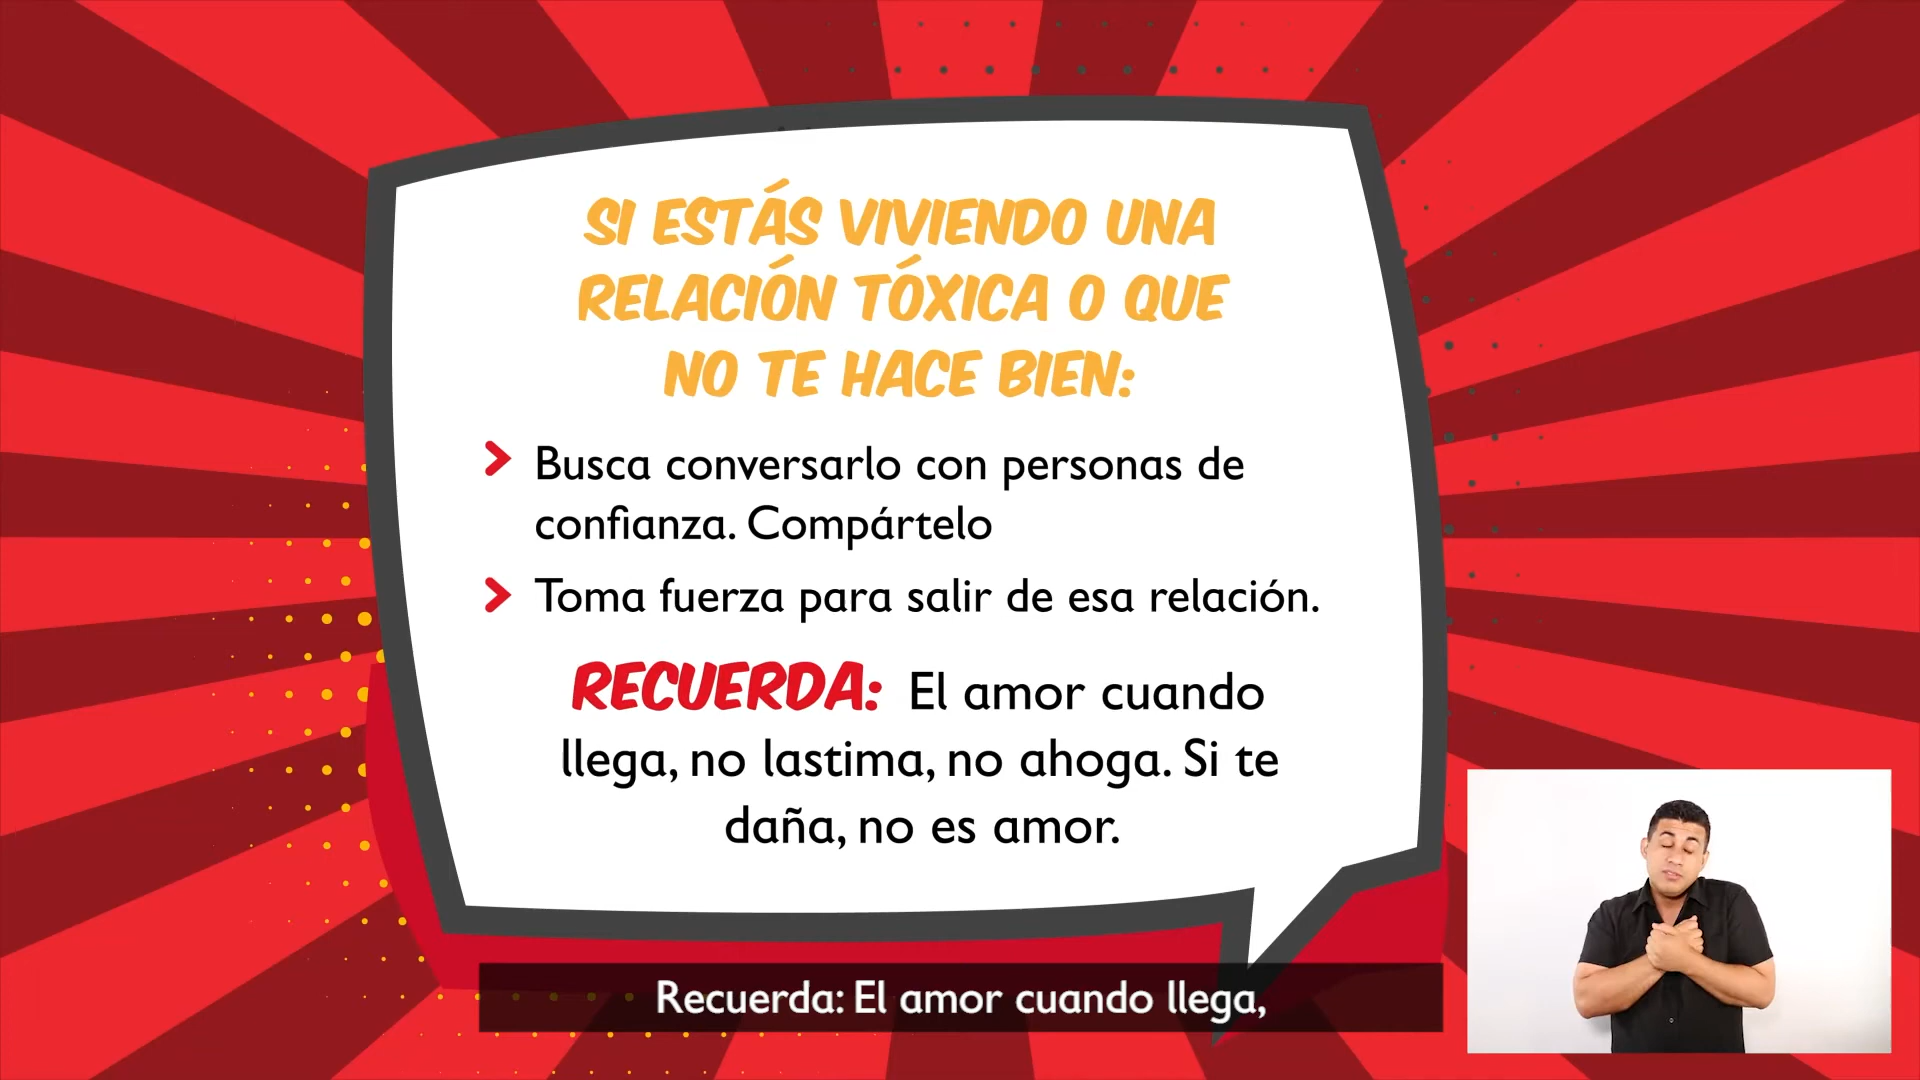 SI ESTÁS VIVIENDO UNA
RELACIÓN TÓXICA O QUE
NO TE HACE BIEN:
Busca conversarlo con personas de
confianza. Compártelo
Toma fuerza para salir de esa relación.
RECUERDA: El amor cuando
llega, no lastima, no ahoga. Si te
daña, no es amor.
Recuerda: El amor cuando llega,